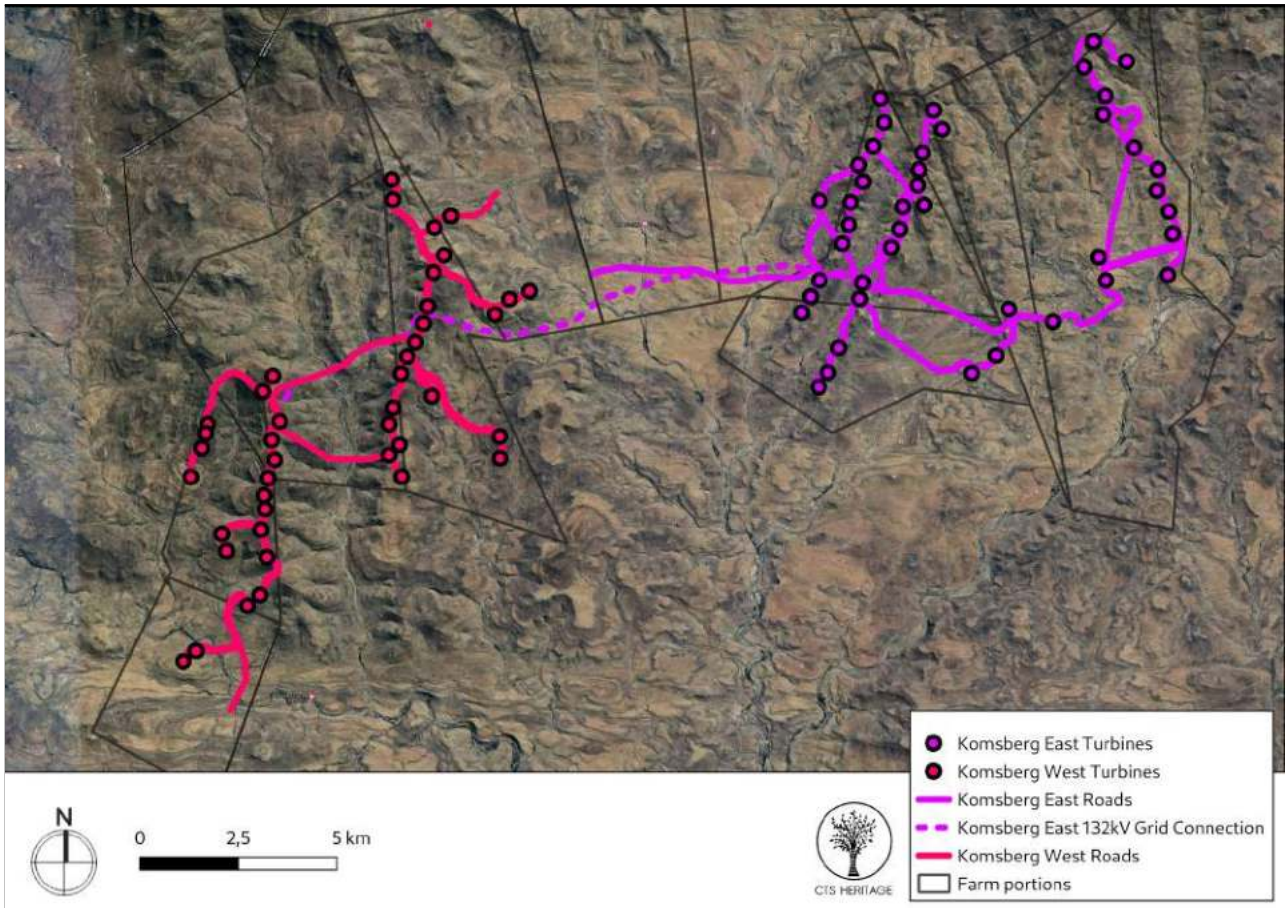 Komsberg East Turbines
Komsberg West Turbines
Komsberg East Roads
Komsberg East 132kV Grid Connection
Komsberg West Roads
Farm portions
N
0 2,5 5 km
CTS HERITAGE